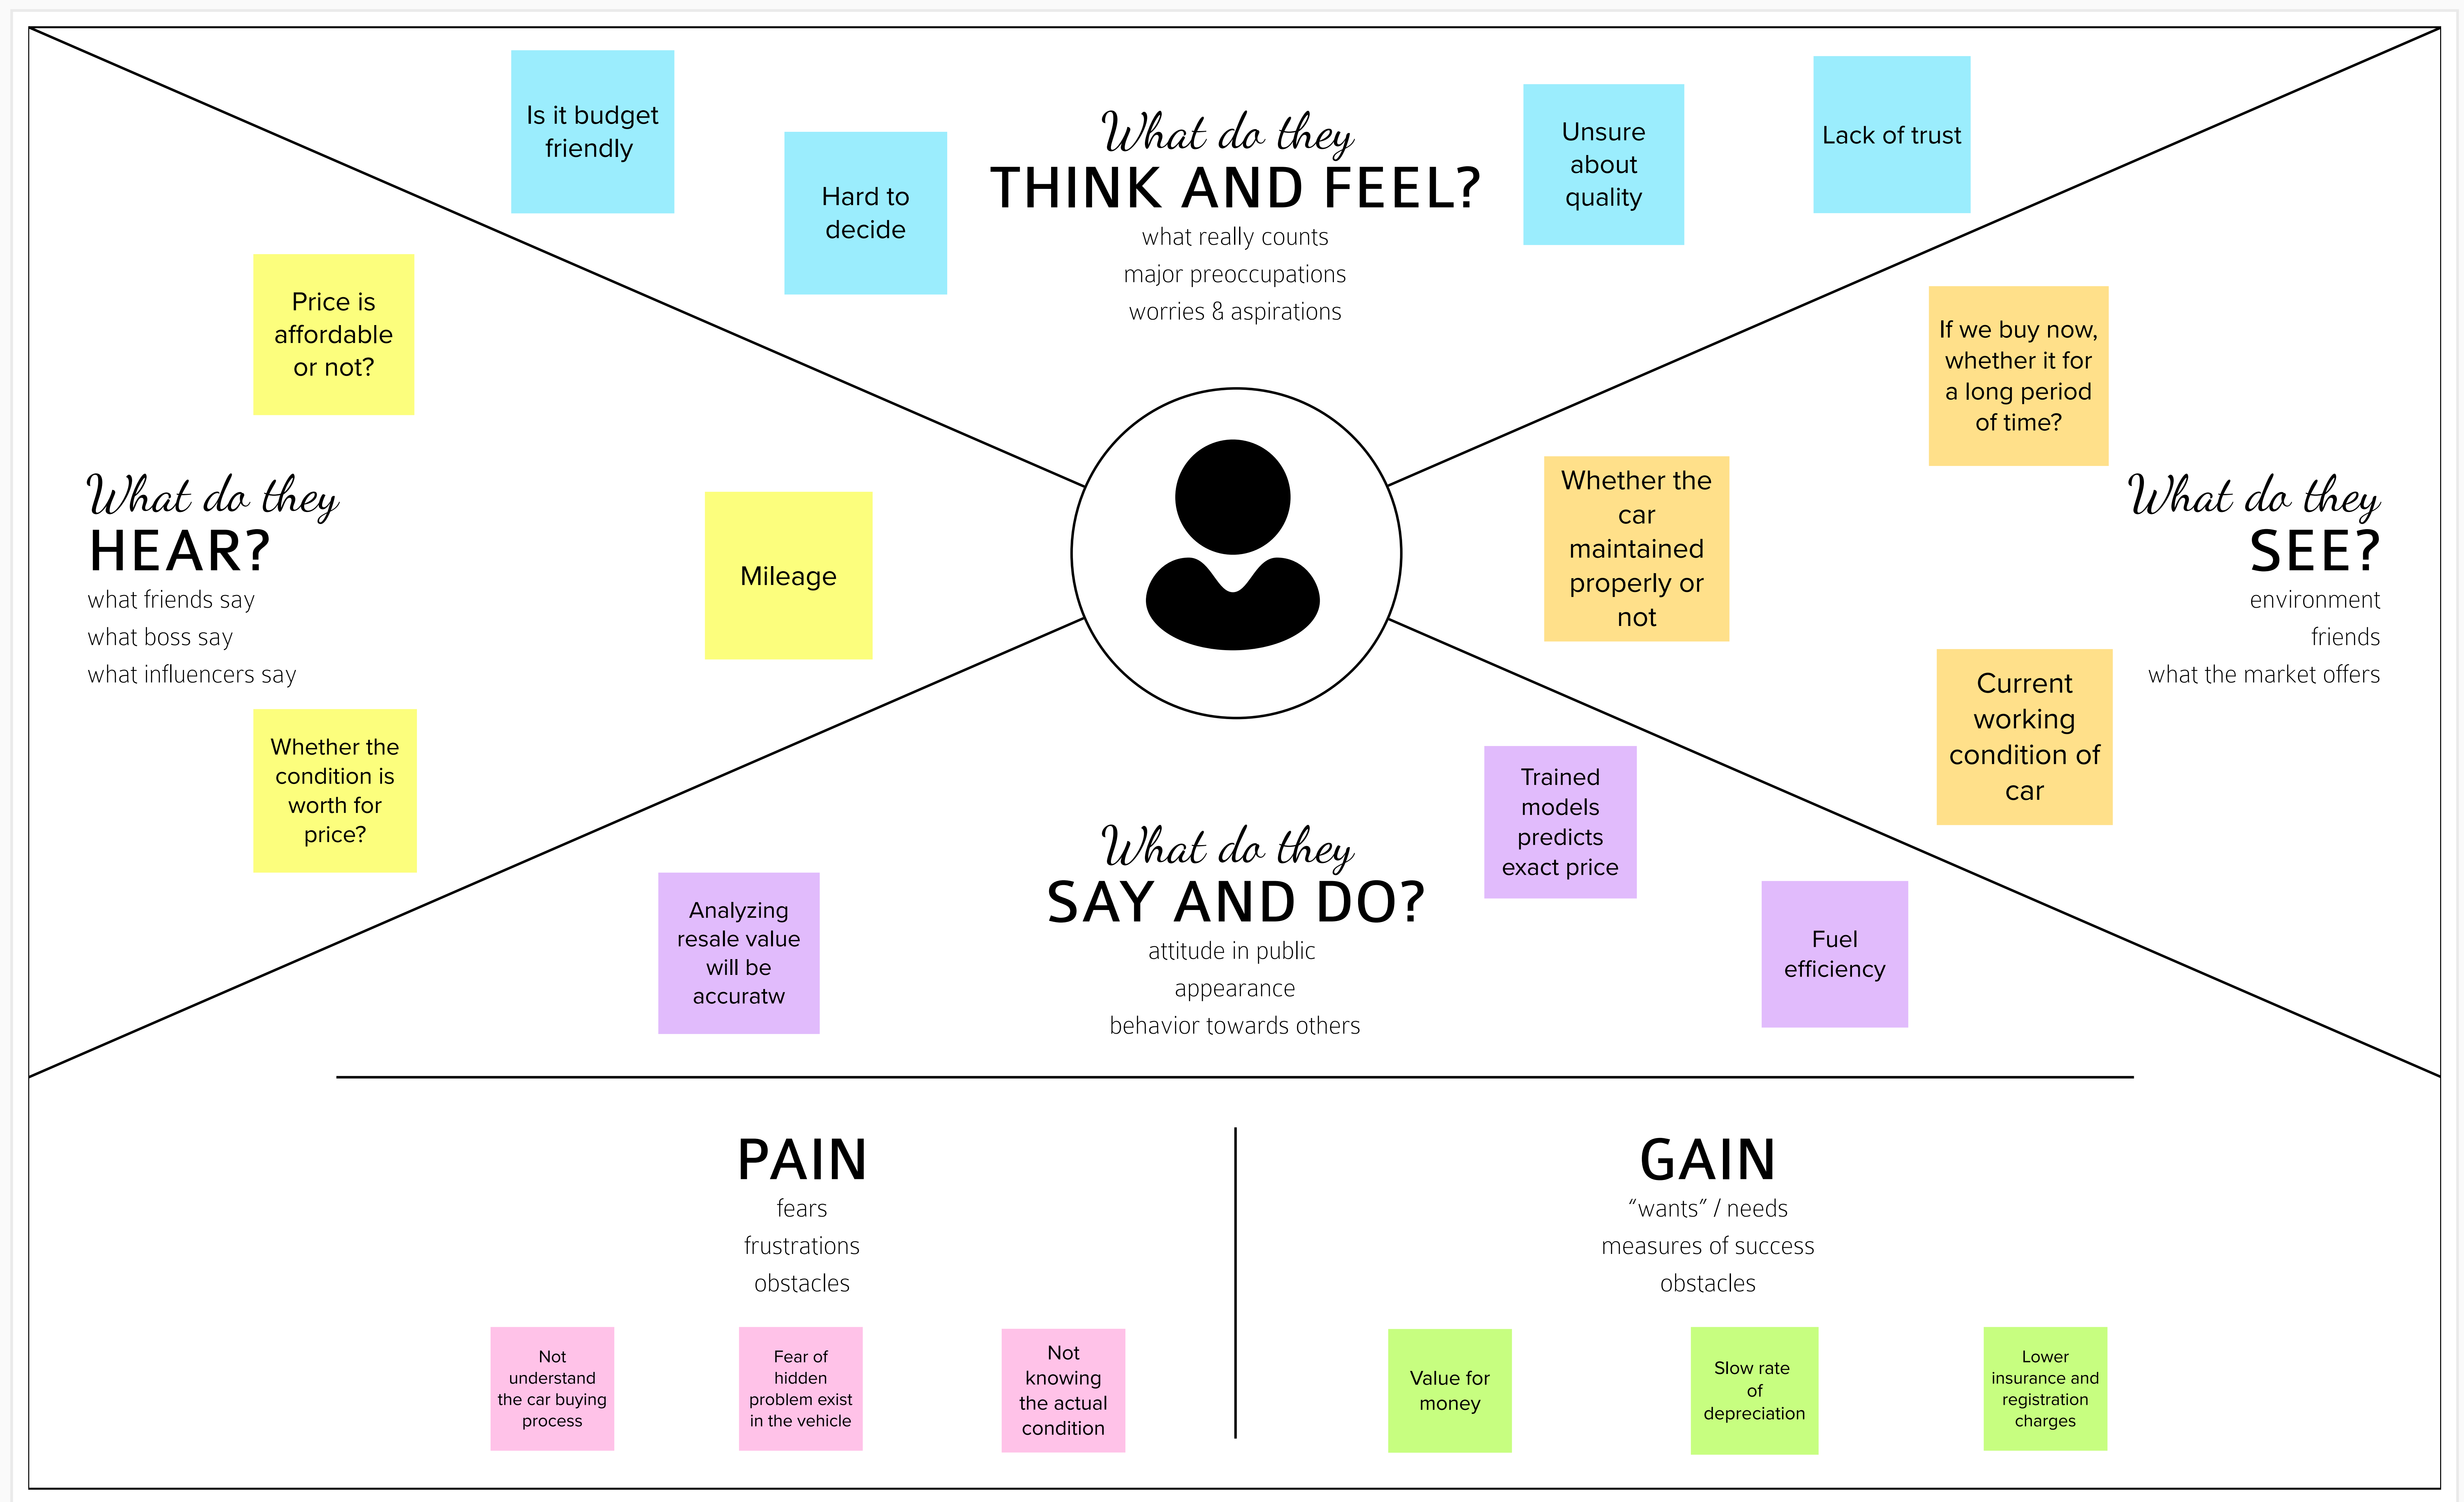 Is it budget
friendly
Hard to
decide
What do they
THINK AND FEEL?
what really counts
major preoccupations
worries & aspirations
Unsure
about
quality
Lack of trust
Price is
affordable
or not?
What do they
HEAR?
what friends say
what boss say
what influencers say
Mileage
Whether the
condition is
worth for
price?
If we buy now,
whether it for
a long period
of time?
Whether the
car
maintained
properly or
not
What do they
SEE?
environment
friends
what the market offers
Current
working
condition of
car
Analyzing
resale value
will be
accuratw
What do they
SAY AND DO?
attitude in public
appearance
behavior towards others
Trained
models
predicts
exact price
Fuel
efficiency
PAIN
fears
frustrations
obstacles
Not
understand
the car buying
process
Fear of
hidden
problem exist
in the vehicle
Not
knowing
the actual
condition
GAIN
“wants” / needs
measures of success
obstacles
Value for
money
Slow rate
of
depreciation
Lower
insurance and
registration
charges